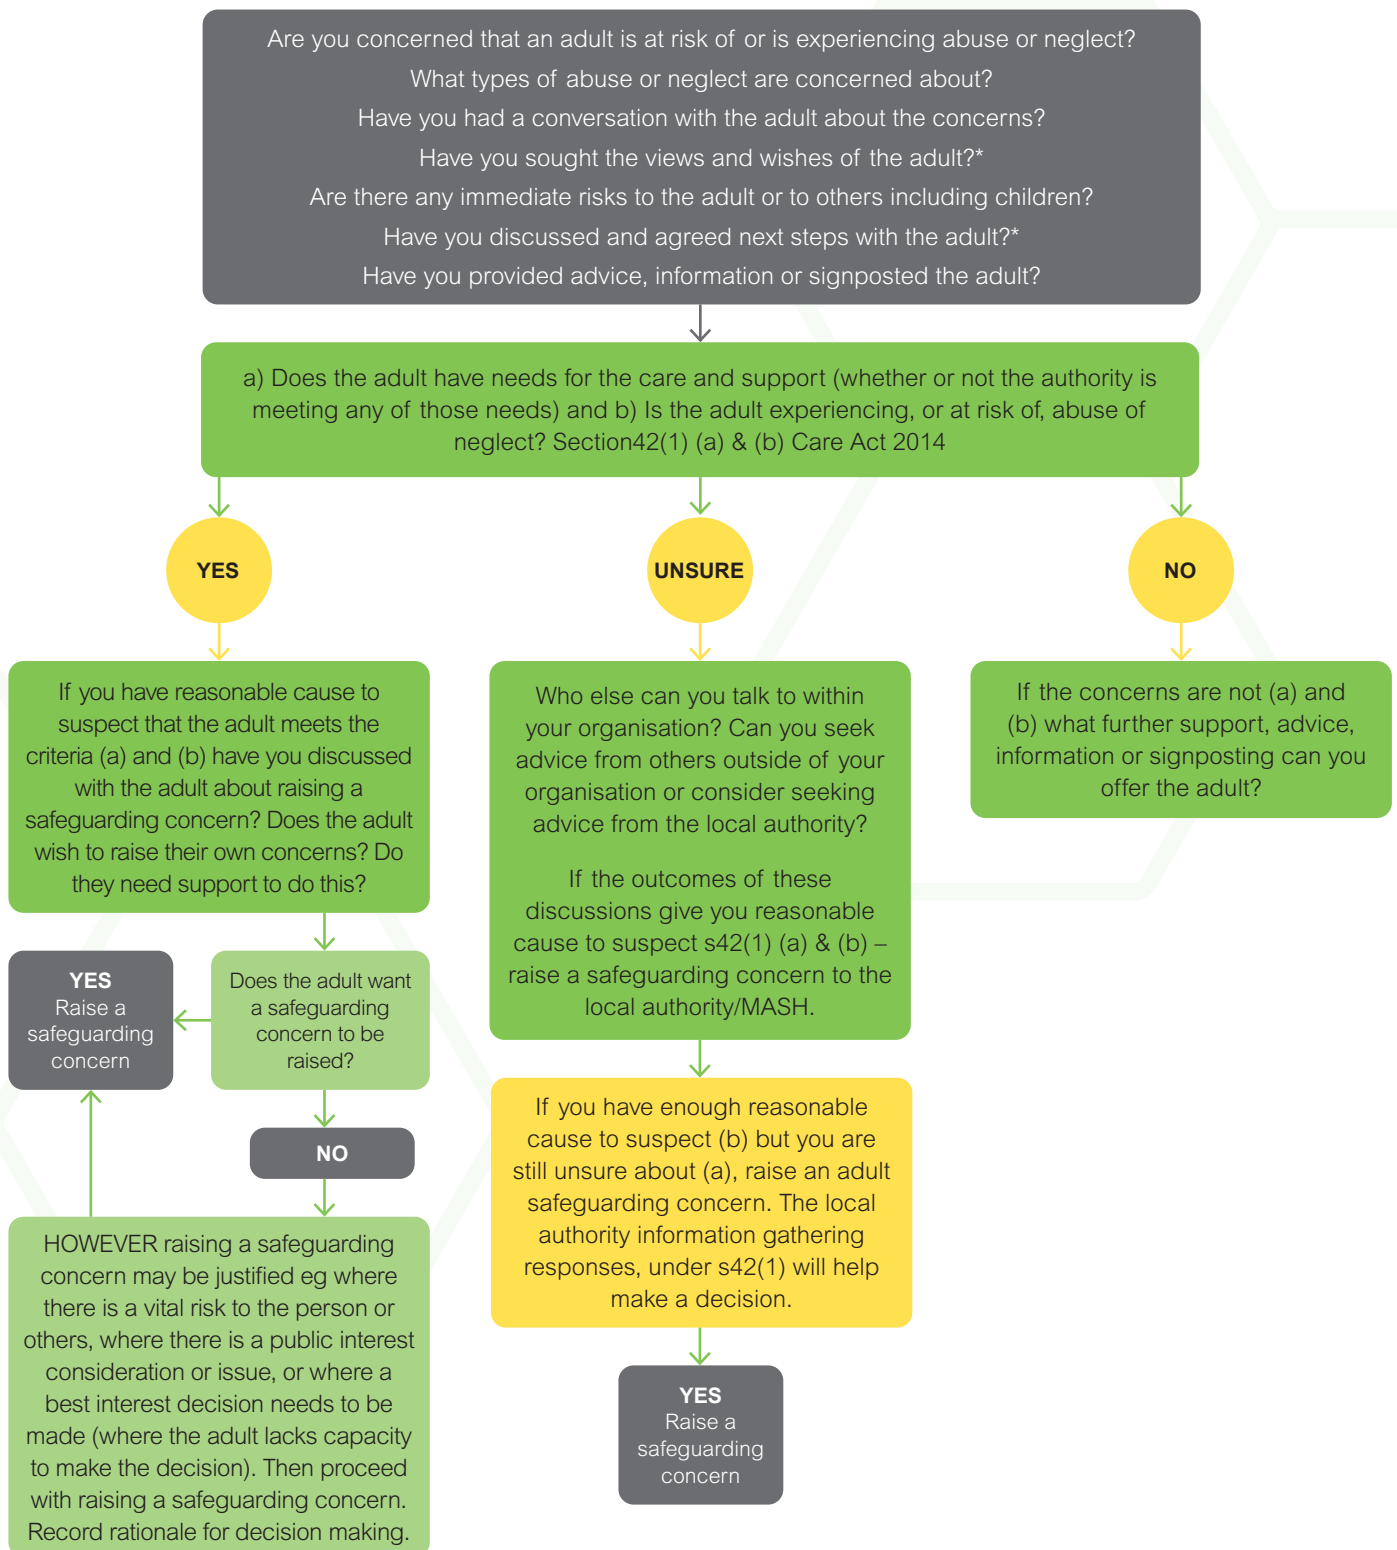 Are you concerned that an adult is at risk of or is experiencing abuse or neglect?
What types of abuse or neglect are concerned about?
Have you had a conversation with the adult about the concerns?
Have you sought the views and wishes of the adult?*
Are there any immediate risks to the adult or to others including children?
Have you discussed and agreed next steps with the adult?*
Have you provided advice, information or signposted the adult?
a) Does the adult have needs for the care and support (whether or not the authority is
meeting any of those needs) and b) Is the adult experiencing, or at risk of, abuse of
neglect? Section42(1) (a) & (b) Care Act 2014
YES
UNSURE
NO
If you have reasonable cause to
suspect that the adult meets the
criteria (a) and (b) have you discussed
with the adult about raising a
safeguarding concern? Does the adult
wish to raise their own concerns? Do
they need support to do this?
Who else can you talk to within
your organisation? Can you seek
advice from others outside of your
organisation or consider seeking
advice from the local authority?
If the outcomes of these
discussions give you reasonable
cause to suspect s42(1) (a) & (b) –
raise a safeguarding concern to the
local authority/MASH.
If the concerns are not (a) and
(b) what further support, advice,
information or signposting can you
offer the adult?
YES
Raise a
safeguarding
concern
Does the adult want
a safeguarding
concern to be
raised?
NO
HOWEVER raising a safeguarding
concern may be justified eg where
there is a vital risk to the person or
others, where there is a public interest
consideration or issue, or where a
best interest decision needs to be
made (where the adult lacks capacity
to make the decision). Then proceed
with raising a safeguarding concern.
Record rationale for decision making.
If you have enough reasonable
cause to suspect (b) but you are
still unsure about (a), raise an adult
safeguarding concern. The local
authority information gathering
responses, under s42(1) will help
make a decision.
YES
Raise a
safeguarding
concern